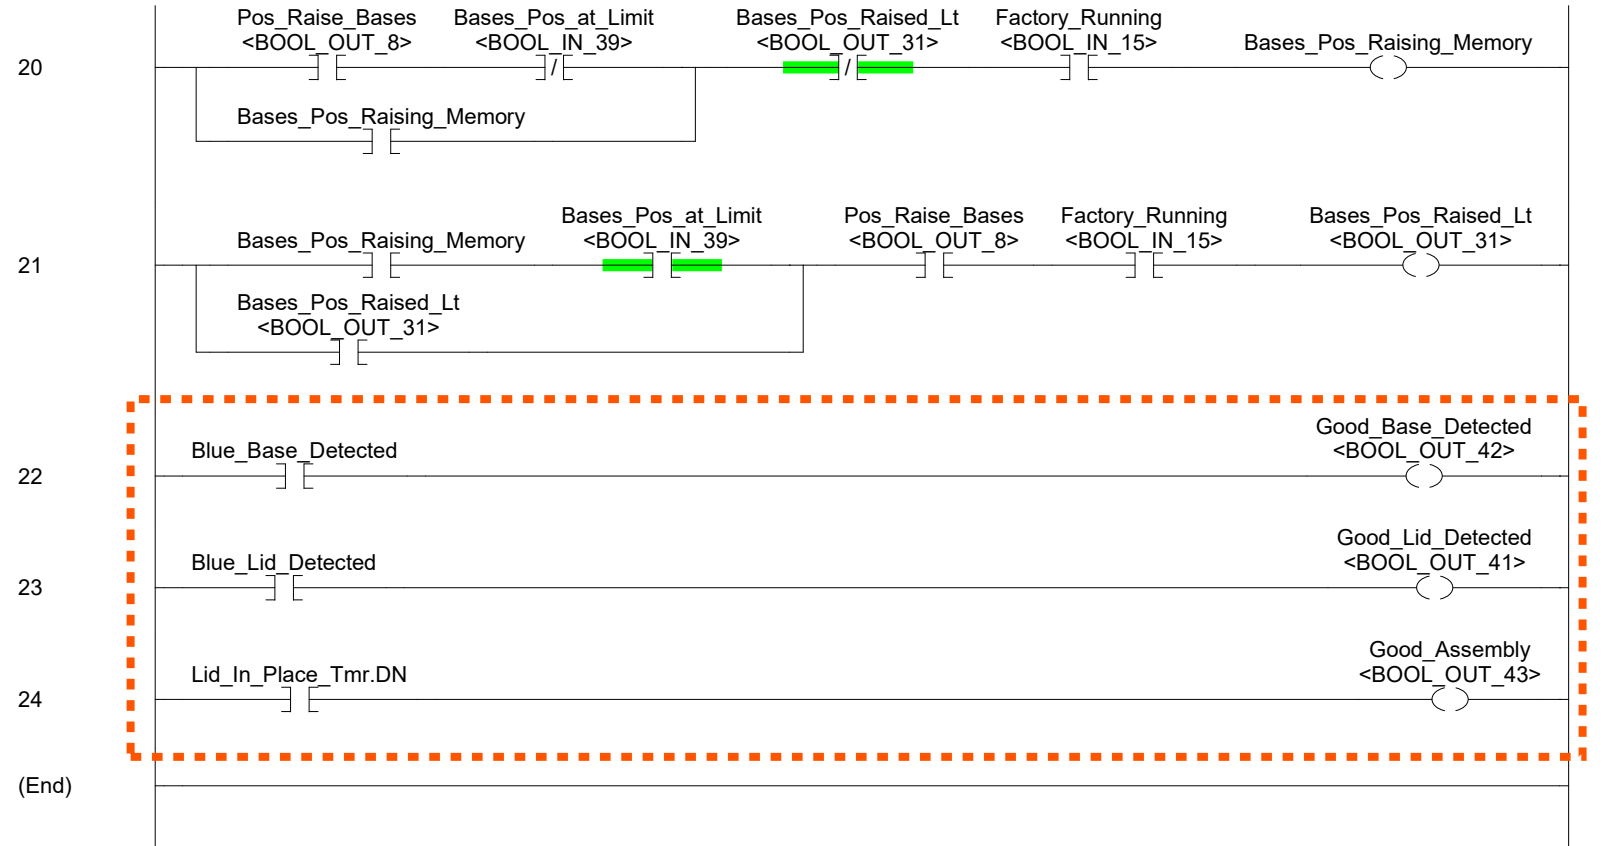 Pos_Raise_Bases Bases_Pos_at_Limit Bases_Pos_Raised_Lt Factory_Running
<BOOL_OUT_8> <BOOL_IN_39> <BOOL_OUT_31> <BOOL_IN_15> Bases_Pos_Raising_Memory
20 /  /
Bases_Pos_Raising_Memory
Bases_Pos_at_Limit Pos_Raise_Bases Factory_Running Bases_Pos_Raised_Lt
Bases_Pos_Raising_Memory <BOOL_IN_39> <BOOL_OUT_8> <BOOL_IN_15> <BOOL_OUT_31>
21
Bases_Pos_Raised_Lt
<BOOL_OUT_31>
Good_Base_Detected
Blue_Base_Detected <BOOL_OUT_42>
22
Good_Lid_Detected
Blue_Lid_Detected <BOOL_OUT_41>
23
Good_Assembly
Lid_In_Place_Tmr.DN <BOOL_OUT_43>
24
(End)